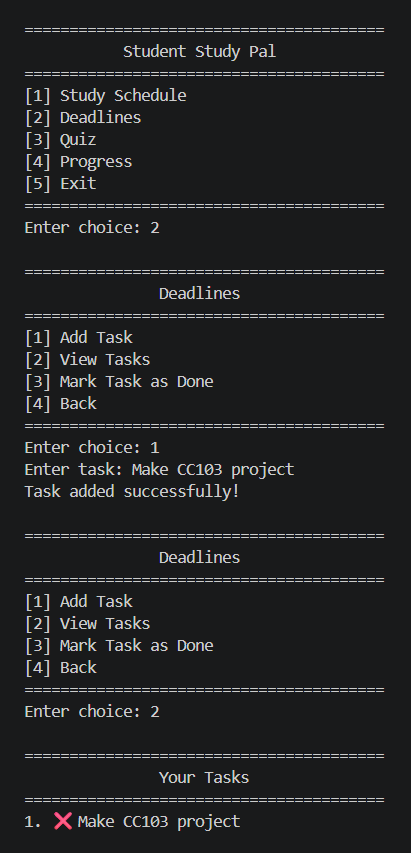 ========================================
Student Study Pal
========================================
[1] Study Schedule
[2] Deadlines
[3] Quiz
[4] Progress
[5] Exit
========================================
Enter choice: 2
========================================
Deadlines
========================================
[1] Add Task
[2] View Tasks
[3] Mark Task as Done
[4] Back
========================================
Enter choice: 1
Enter task: Make CC103 project
Task added successfully!
========================================
Deadlines
========================================
[1] Add Task
[2] View Tasks
[3] Mark Task as Done
[4] Back
========================================
Enter choice: 2
========================================
Your Tasks
========================================
1. ❌ Make CC103 project